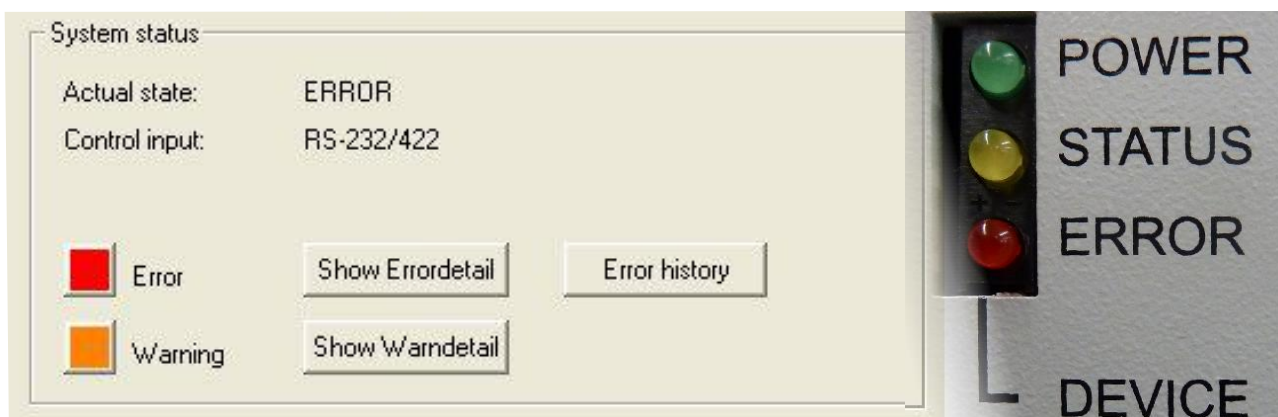 System status
Actual state: ERROR
Control input: RS-232/422
Error
Show Errordetail
Error history
Warning
Show Warndetail
POWER
STATUS
+ -
ERROR
DEVICE